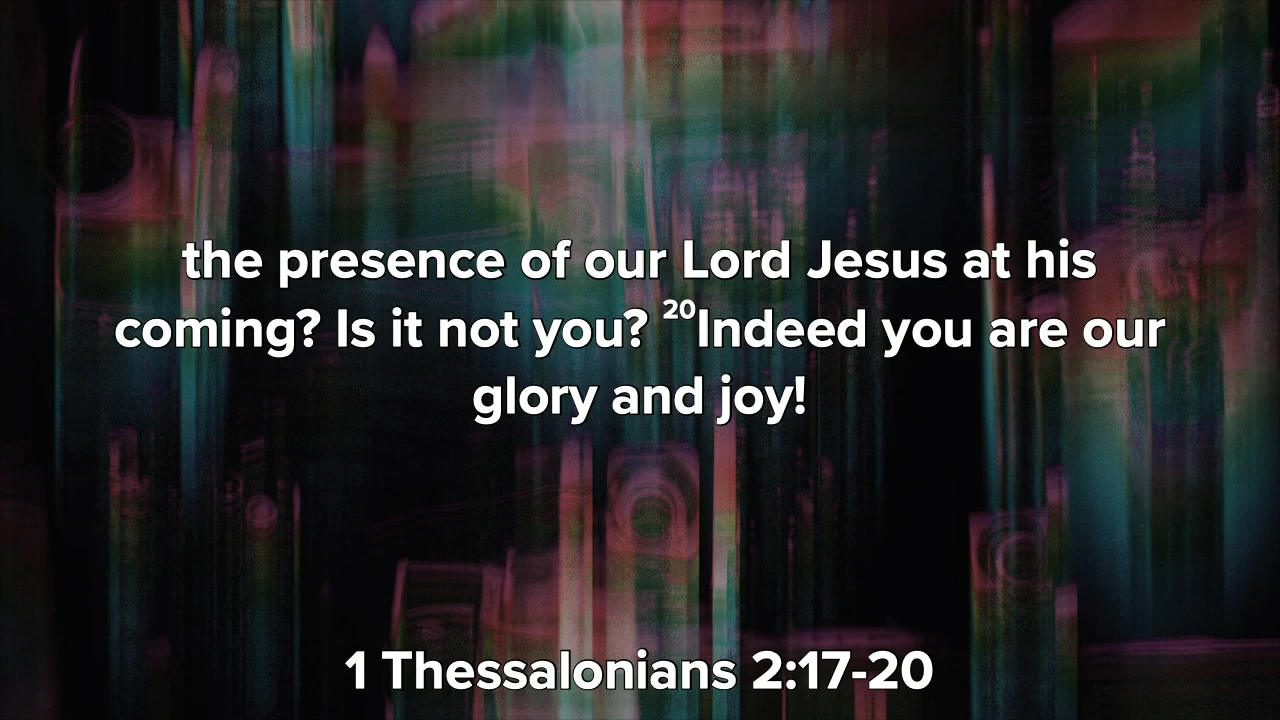 the presence of our Lord Jesus at his
coming? Is it not you? ²⁰Indeed you are our
glory and joy!
1 Thessalonians 2:17-20